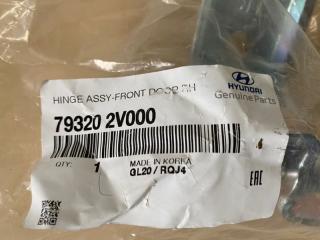 HYUNDAI
Genuine Parts
HINGE ASSY-FRONT DOOR RH
79320 2V000
QTY: 1
MADE IN KOREA
GL20 / RQJ4
EAC